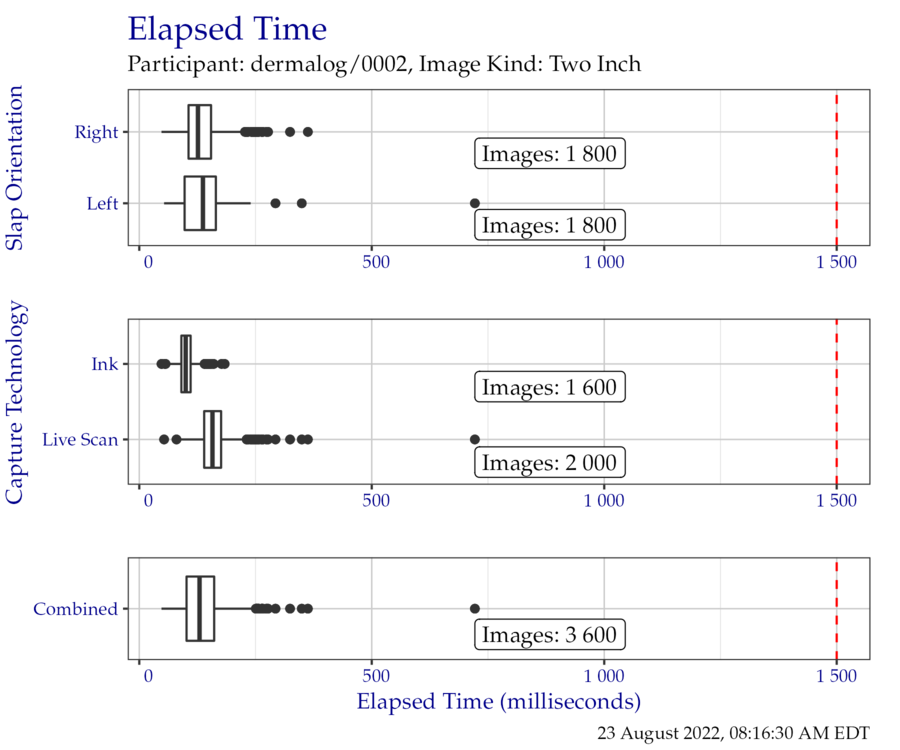 Elapsed Time
Participant: dermalog/0002, Image Kind: Two Inch
Slap Orientation
Right
Images: 1 800
Left
Images: 1 800
0 500 1 000 1 500
Capture Technology
Ink
Images: 1 600
Live Scan
Images: 2 000
0 500 1 000 1 500
Combined
Images: 3 600
0 500 1 000 1 500
Elapsed Time (milliseconds)
23 August 2022, 08:16:30 AM EDT